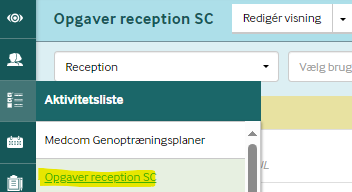 Opgaver reception SC
Redigér visning
Reception
Vælg brug
Aktivitetsliste
Medcom Genoptræningsplaner
Opgaver reception SC